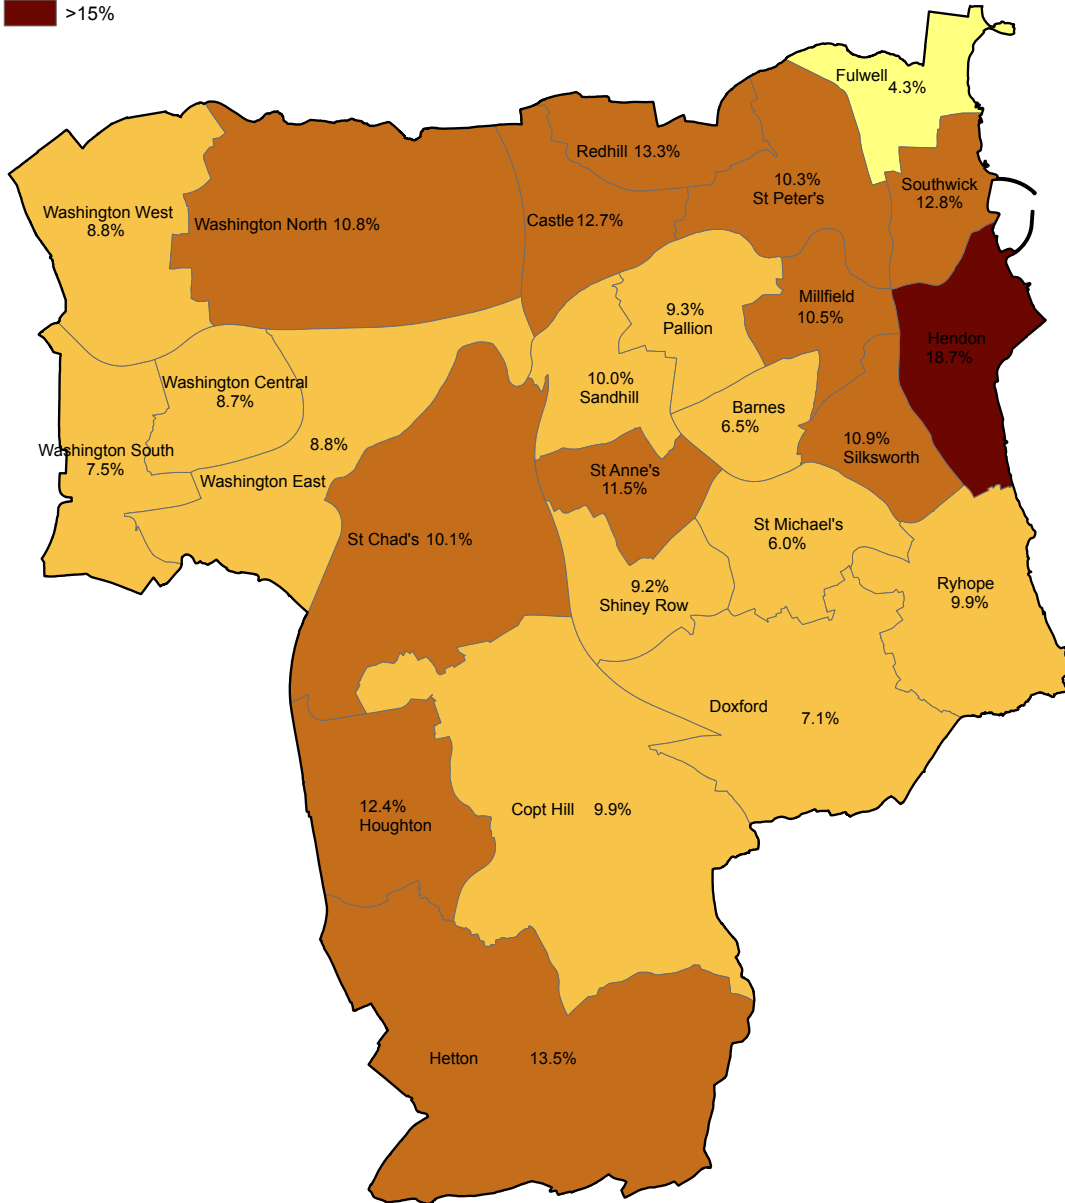 >15%
Fulwell
4.3%
Redhill 13.3%
10.3%
St Peter's
Southwick
12.8%
Washington West
8.8%
Washington North 10.8%
Castle 12.7%
Millfield
10.5%
9.3%
Pallion
Hendon
18.7%
Washington Central
8.7%
10.0%
Sandhill
Barnes
6.5%
10.9%
Silksworth
Washington South
7.5%
8.8%
Washington East
St Anne's
11.5%
St Michael's
6.0%
St Chad's 10.1%
9.2%
Shiney Row
Ryhope
9.9%
Doxford 7.1%
12.4%
Houghton
Copt Hill 9.9%
Hetton 13.5%